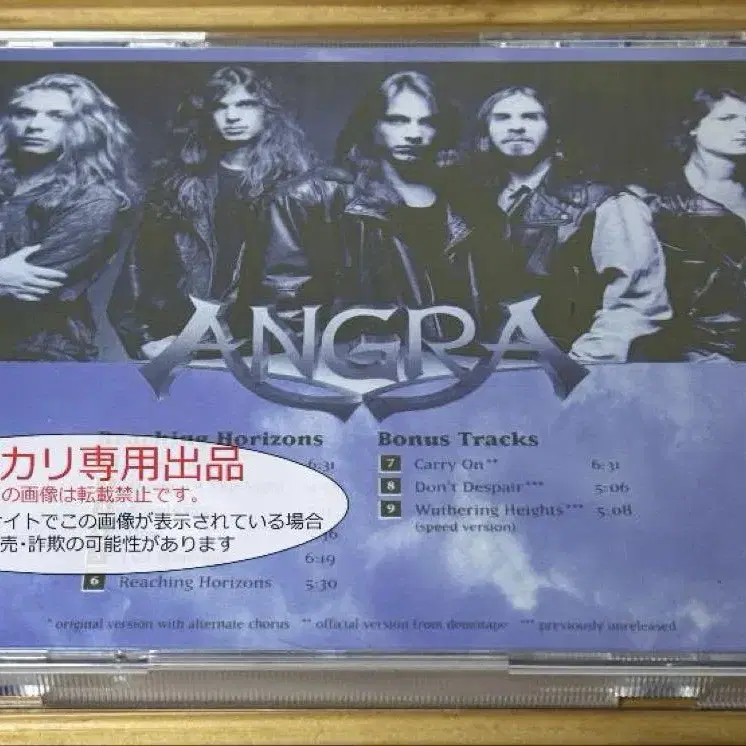 ANGRA
Reaching Horizons
6:31
6:19
6 Reaching Horizons 5:30
Bonus Tracks
7 Carry On** 6:31
8 Don't Despair*** 5:06
9 Wuthering Heights*** 5:08
(speed version)
* original version with alternate chorus ** official version from demotape *** previously unreleased
カリ専用出品
の画像は転載禁止です。
イトでこの画像が表示されている場合
売・詐欺の可能性があります